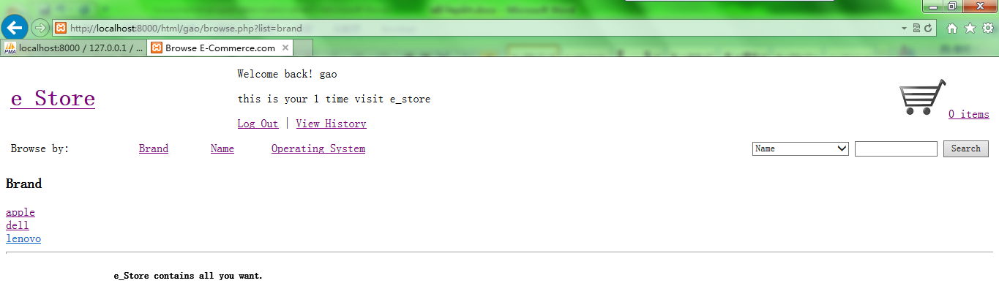 http://localhost:8000/html/gao/browse.php?list=brand
localhost:8000 / 127.0.0.1 / ...
Browse E-Commerce.com
Welcome back! gao
e Store
this is your 1 time visit e_store
Log Out | View History
0 items
Browse by: Brand Name Operating System Name Search
Brand
apple
dell
lenovo
e_Store contains all you want.